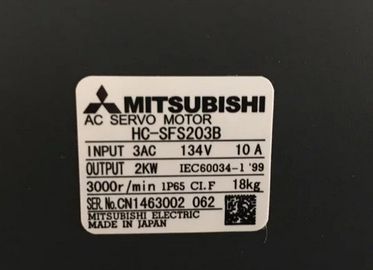 MITSUBISHI
AC SERVO MOTOR
HC-SFS203B
INPUT 3AC 134V 10 A
OUTPUT 2KW IEC60034-1 '99
3000r/min IP65 CI.F 18kg
SER.No.CN1463002 062
MITSUBISHI ELECTRIC
MADE IN JAPAN